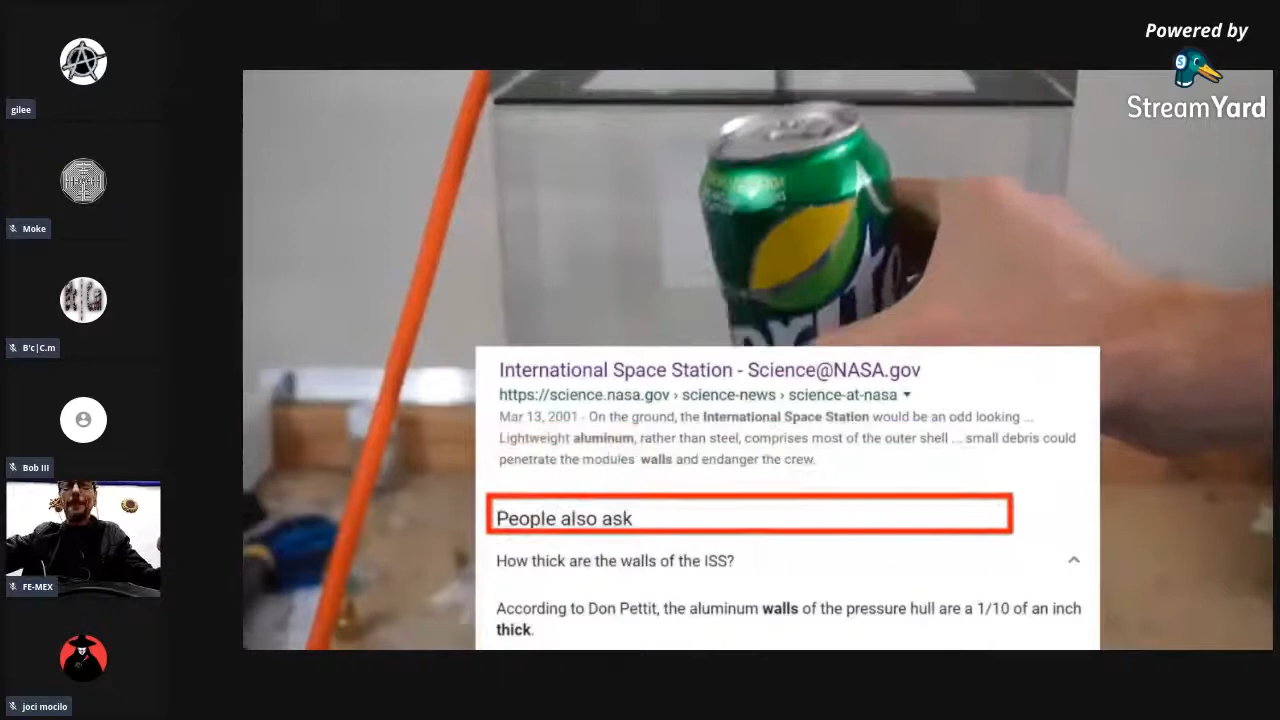 Powered by
StreamYard
gilee
Moke
B'c|C.m
Bob III
FE-MEX
joci mocilo
International Space Station - Science@NASA.gov
https://science.nasa.gov › science-news › science-at-nasa
Mar 13, 2001 - On the ground, the International Space Station would be an odd looking ...
Lightweight aluminum, rather than steel, comprises most of the outer shell ... small debris could
penetrate the modules walls and endanger the crew.
People also ask
How thick are the walls of the ISS?
According to Don Pettit, the aluminum walls of the pressure hull are a 1/10 of an inch
thick.